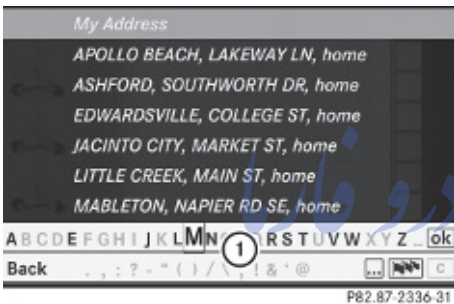 My Address
APOLLO BEACH, LAKEWAY LN, home
ASHFORD, SOUTHWORTH DR, home
EDWARDSVILLE, COLLEGE ST, home
JACINTO CITY, MARKET ST, home
LITTLE CREEK, MAIN ST, home
MABLETON, NAPIER RD SE, home
A B C D E F G H I J K L M N 1 R S T U V W X Y Z _ ok
Back . , : ? - " ( ) / \ ; ! & ' @ ... c
P82.87-2336-31